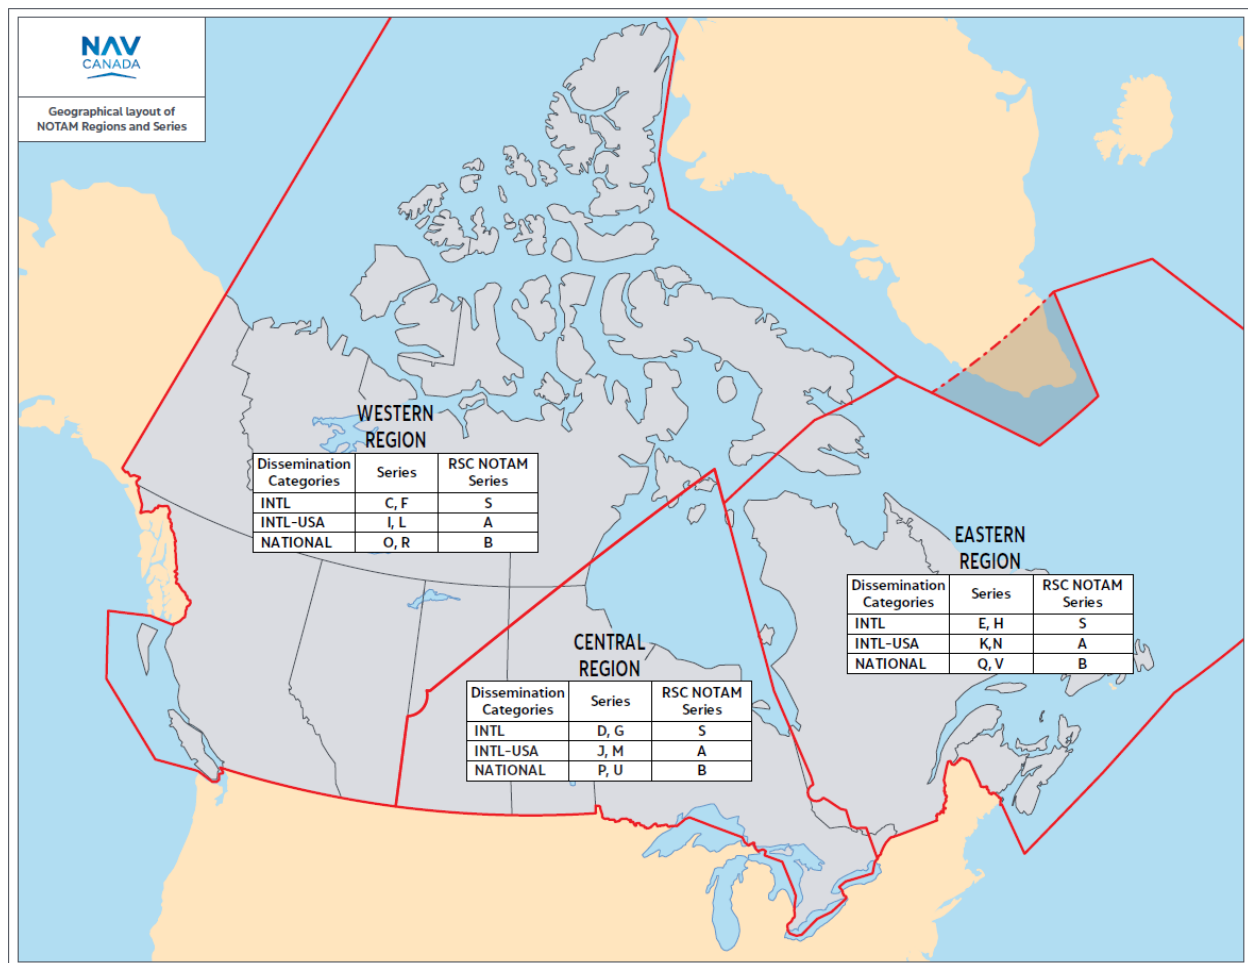 NAV
CANADA
Geographical layout of
NOTAM Regions and Series
WESTERN
REGION
Dissemination Categories Series RSC NOTAM Series
INTL C, F S
INTL-USA I, L A
NATIONAL O, R B
EASTERN
REGION
Dissemination Categories Series RSC NOTAM Series
INTL E, H S
INTL-USA K,N A
NATIONAL Q, V B
CENTRAL
REGION
Dissemination Categories Series RSC NOTAM Series
INTL D, G S
INTL-USA J, M A
NATIONAL P, U B